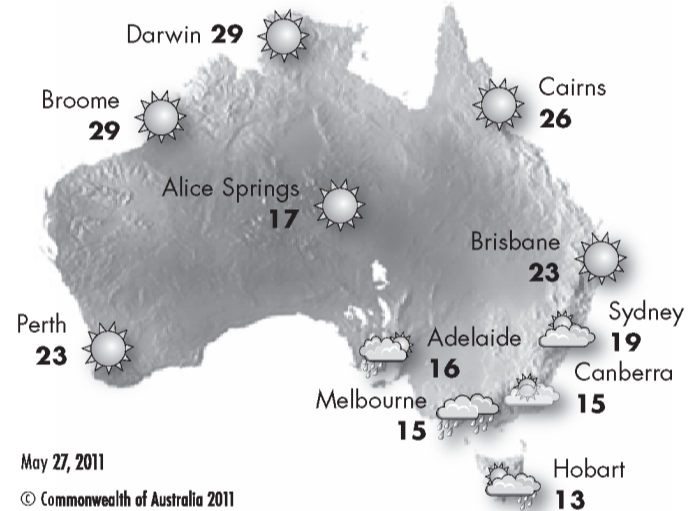 Darwin 29
Broome
29
Cairns
26
Alice Springs
17
Brisbane
23
Sydney
19
Perth
23
Adelaide
16
Canberra
15
Melbourne
15
May 27, 2011
Hobart
13
© Commonwealth of Australia 2011